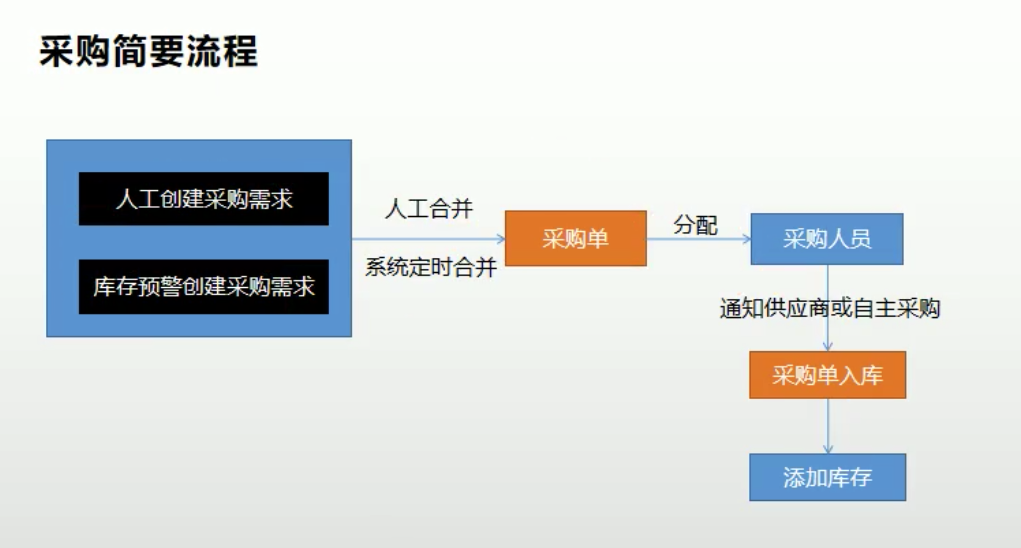 采购简要流程
人工创建采购需求
库存预警创建采购需求
人工合并
系统定时合并
采购单
分配
采购人员
通知供应商或自主采购
采购单入库
添加库存